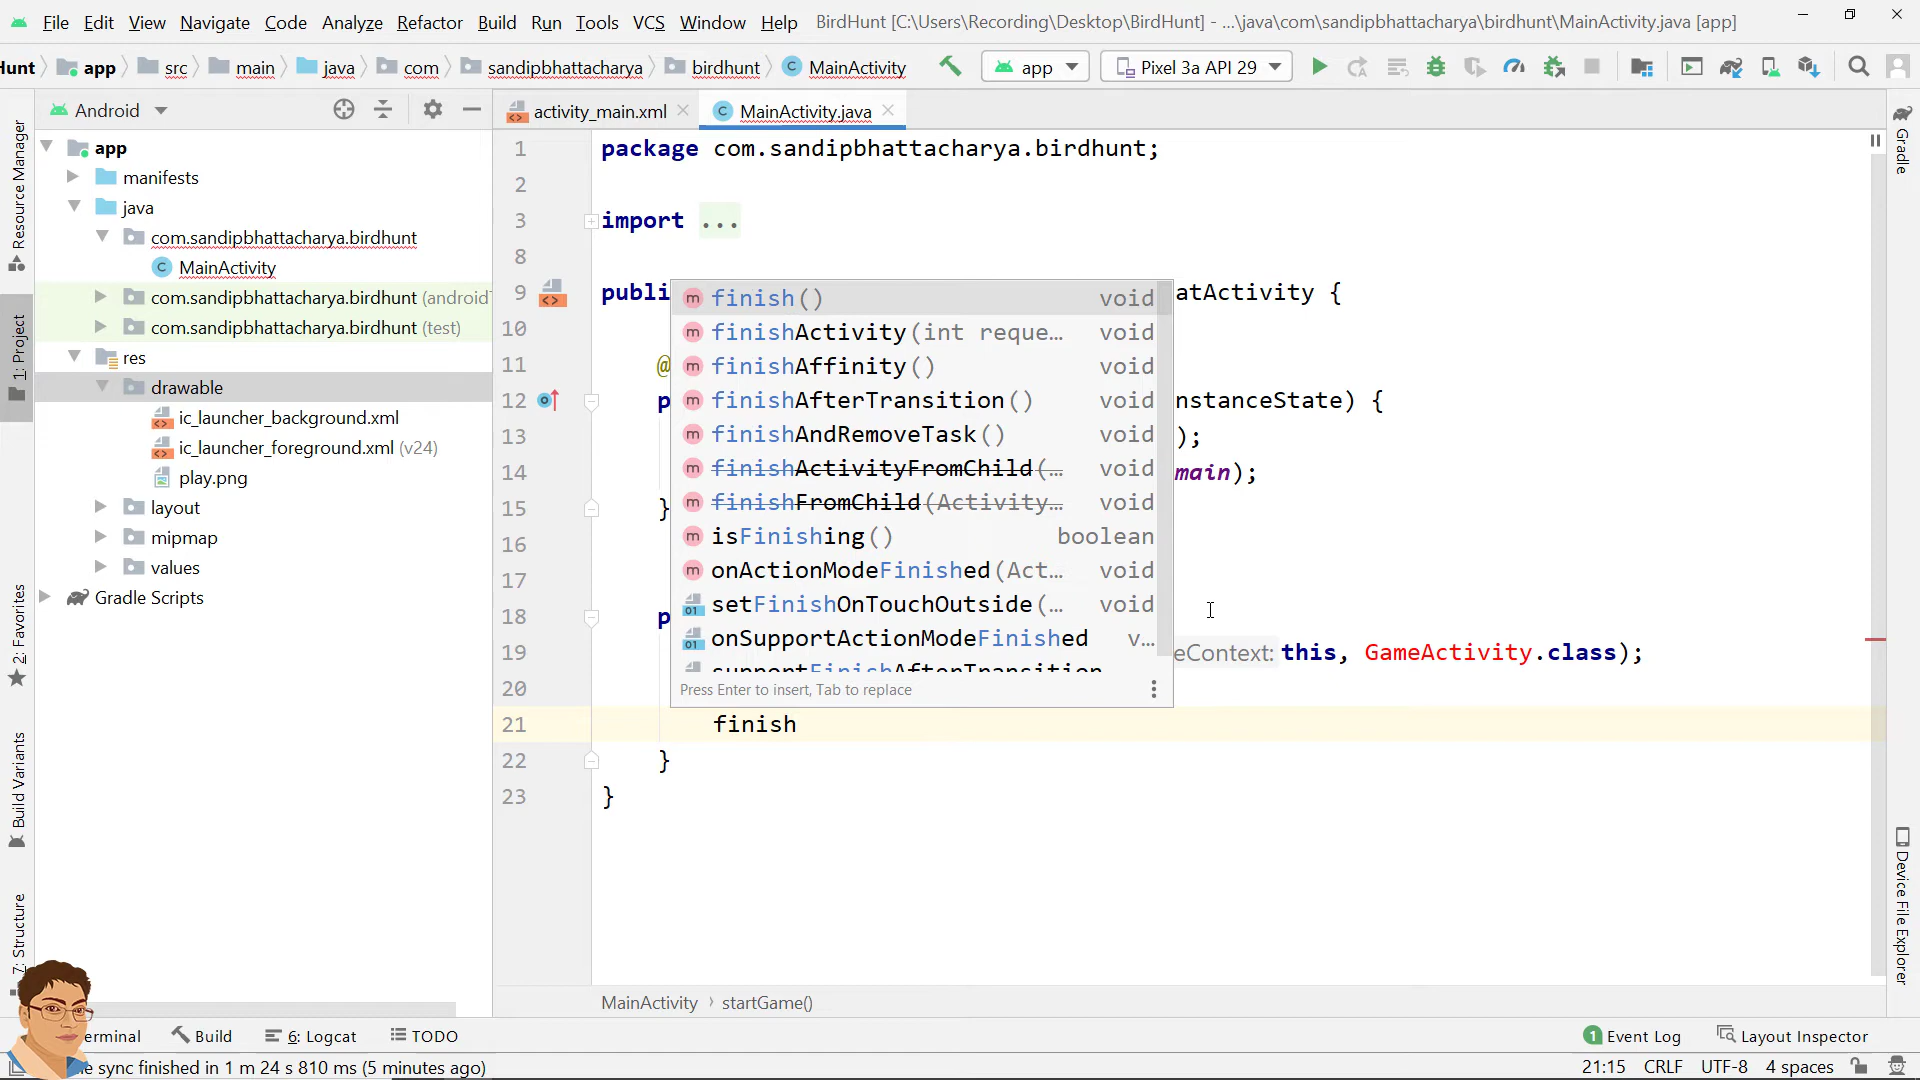 File Edit View Navigate Code Analyze Refactor Build Run Tools VCS Window Help BirdHunt [C:\Users\Recording\Desktop\BirdHunt] - ...\java\com\sandipbhattacharya\birdhunt\MainActivity.java [app]
Hunt app src main java com sandipbhattacharya birdhunt MainActivity app Pixel 3a API 29
Android
activity_main.xml MainActivity.java
app
manifests
java
com.sandipbhattacharya.birdhunt
MainActivity
com.sandipbhattacharya.birdhunt (android
com.sandipbhattacharya.birdhunt (test)
res
drawable
ic_launcher_background.xml
ic_launcher_foreground.xml (v24)
play.png
layout
mipmap
values
Gradle Scripts
Resource Manager
1: Project
2: Favorites
Build Variants
7: Structure
1 package com.sandipbhattacharya.birdhunt;
2
3 import ...
8
9 publi atActivity {
10
11 @
12 p nstanceState) {
13 );
14 main);
15 }
16
17
18 p
19 eContext: this, GameActivity.class);
20
21 finish
22 }
23 }
finish() void
finishActivity(int reque... void
finishAffinity() void
finishAfterTransition() void
finishAndRemoveTask() void
finishActivityFromChild(... void
finishFromChild(Activity... void
isFinishing() boolean
onActionModeFinished(Act... void
setFinishOnTouchOutside(... void
onSupportActionModeFinished v...
supportFinishAfterTransition
Press Enter to insert, Tab to replace
Gradle
Device File Explorer
MainActivity startGame()
erminal Build 6: Logcat TODO Event Log Layout Inspector
1
e sync finished in 1 m 24 s 810 ms (5 minutes ago) 21:15 CRLF UTF-8 4 spaces